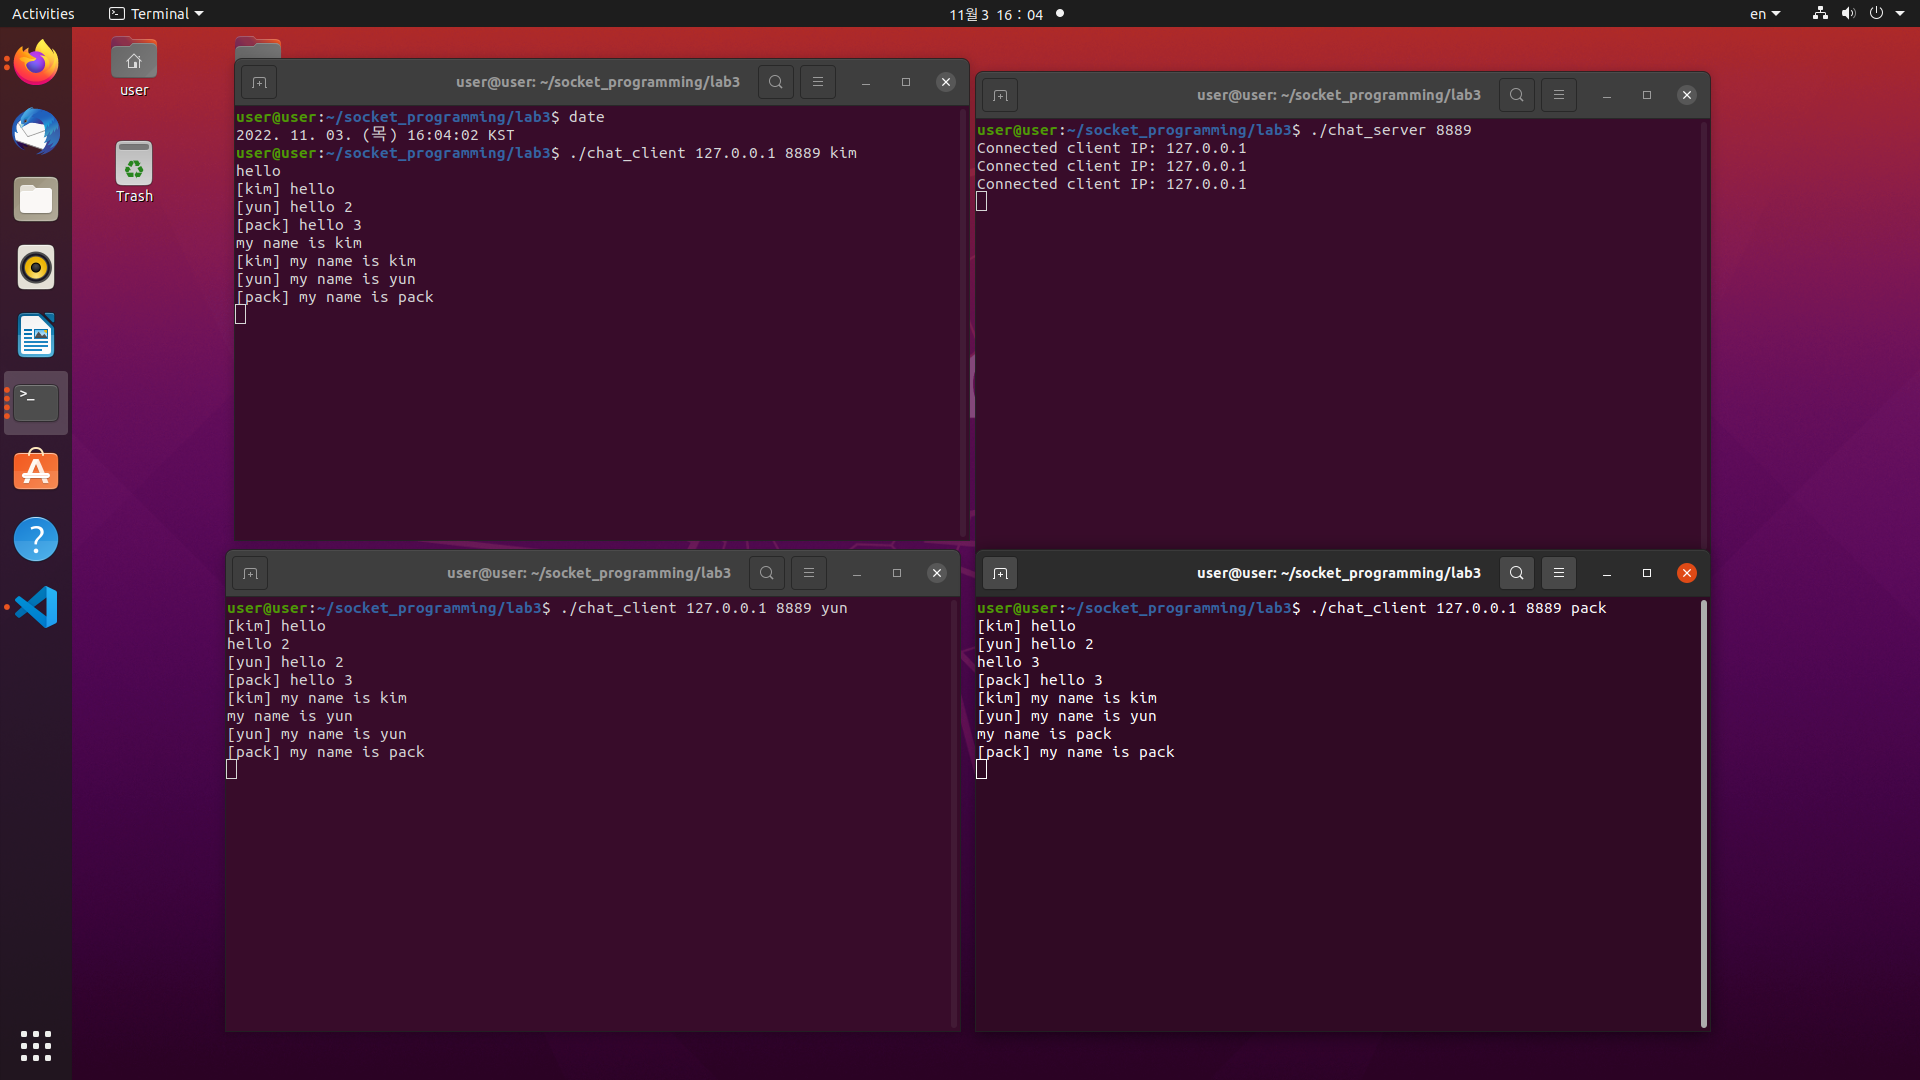 Activities
Terminal
11월 3 16 : 04
en
user
Trash
user@user: ~/socket_programming/lab3
user@user:~/socket_programming/lab3$ date
2022. 11. 03. (목) 16:04:02 KST
user@user:~/socket_programming/lab3$ ./chat_client 127.0.0.1 8889 kim
hello
[kim] hello
[yun] hello 2
[pack] hello 3
my name is kim
[kim] my name is kim
[yun] my name is yun
[pack] my name is pack
user@user: ~/socket_programming/lab3
user@user:~/socket_programming/lab3$ ./chat_server 8889
Connected client IP: 127.0.0.1
Connected client IP: 127.0.0.1
Connected client IP: 127.0.0.1
user@user: ~/socket_programming/lab3
user@user:~/socket_programming/lab3$ ./chat_client 127.0.0.1 8889 yun
[kim] hello
hello 2
[yun] hello 2
[pack] hello 3
[kim] my name is kim
my name is yun
[yun] my name is yun
[pack] my name is pack
user@user: ~/socket_programming/lab3
user@user:~/socket_programming/lab3$ ./chat_client 127.0.0.1 8889 pack
[kim] hello
[yun] hello 2
hello 3
[pack] hello 3
[kim] my name is kim
[yun] my name is yun
my name is pack
[pack] my name is pack